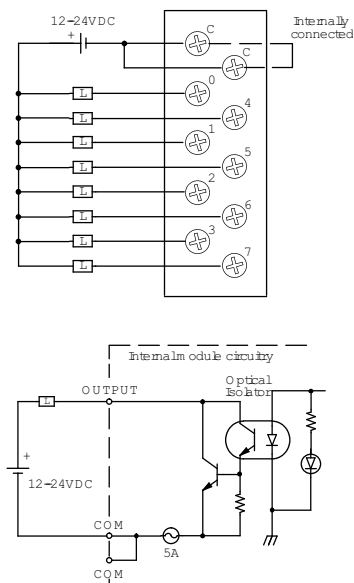 12-24VDC
Internally
connected
+
C
C
0
L
4
L
1
L
5
L
2
L
6
L
3
L
7
L
Internal module circuitry
Optical
Isolator
OUTPUT
L
+
12-24VDC
COM
5A
COM